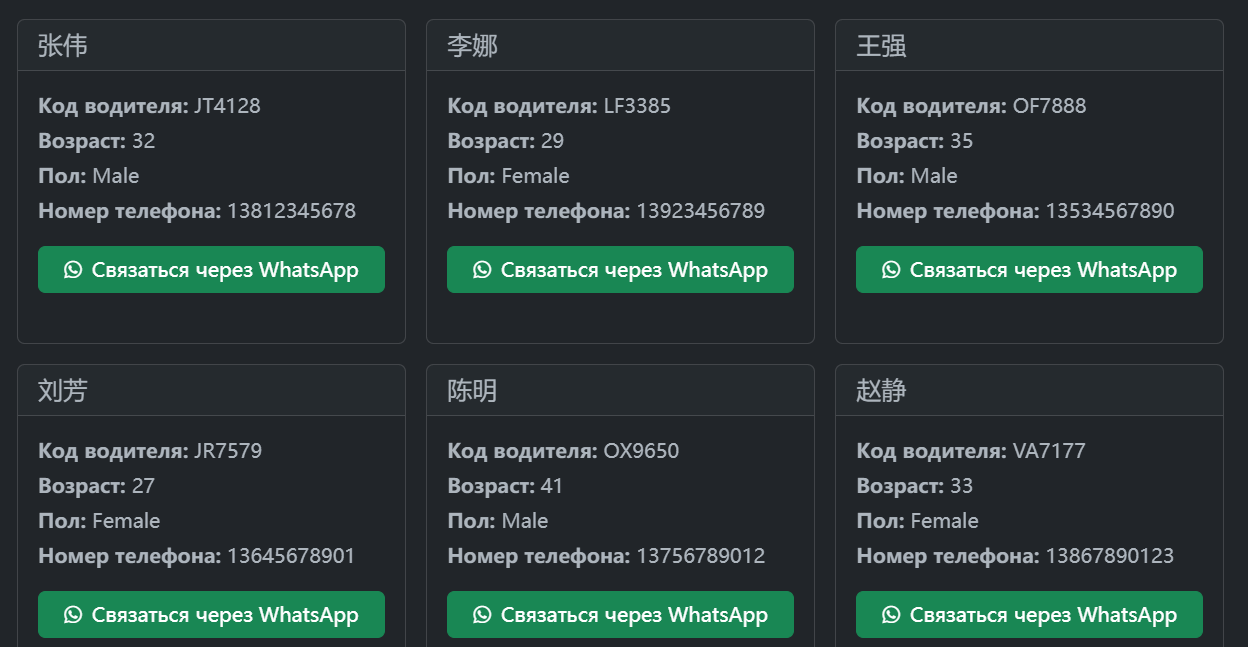 张伟
Код водителя: JT4128
Возраст: 32
Пол: Male
Номер телефона: 13812345678
Связаться через WhatsApp
李娜
Код водителя: LF3385
Возраст: 29
Пол: Female
Номер телефона: 13923456789
Связаться через WhatsApp
王强
Код водителя: OF7888
Возраст: 35
Пол: Male
Номер телефона: 13534567890
Связаться через WhatsApp
刘芳
Код водителя: JR7579
Возраст: 27
Пол: Female
Номер телефона: 13645678901
Связаться через WhatsApp
陈明
Код водителя: OX9650
Возраст: 41
Пол: Male
Номер телефона: 13756789012
Связаться через WhatsApp
赵静
Код водителя: VA7177
Возраст: 33
Пол: Female
Номер телефона: 13867890123
Связаться через WhatsApp